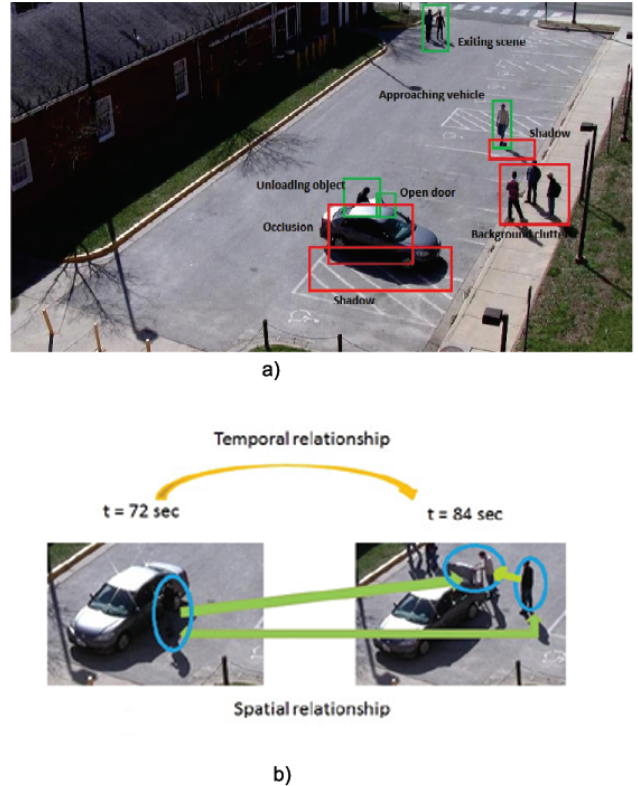 Exiting scene
Approaching vehicle
Shadow
Unloading object
Open door
Occlusion
Background clutter
Shadow
a)
Temporal relationship
t = 72 sec
t = 84 sec
Spatial relationship
b)